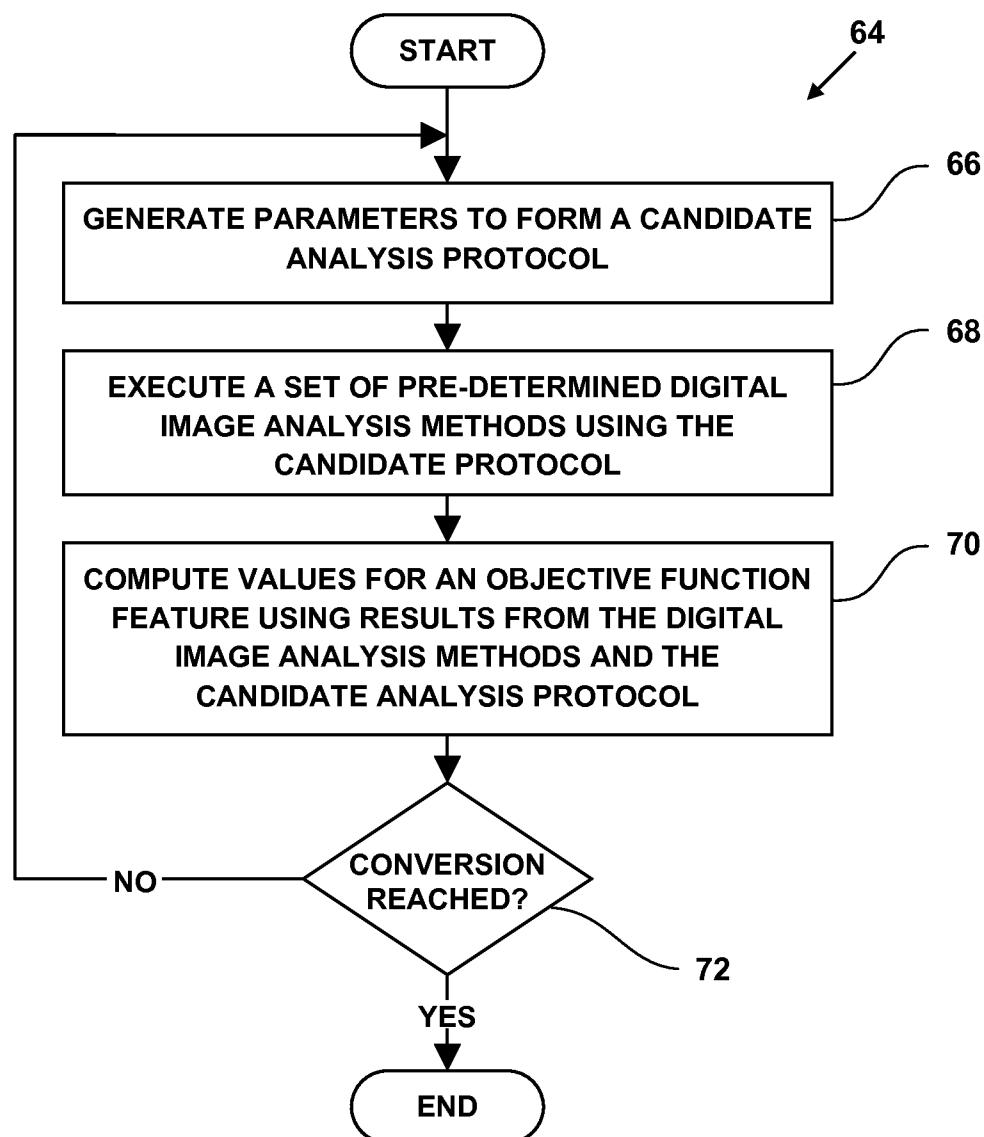 START
64
66
GENERATE PARAMETERS TO FORM A CANDIDATE
ANALYSIS PROTOCOL
68
EXECUTE A SET OF PRE-DETERMINED DIGITAL
IMAGE ANALYSIS METHODS USING THE
CANDIDATE PROTOCOL
70
COMPUTE VALUES FOR AN OBJECTIVE FUNCTION
FEATURE USING RESULTS FROM THE DIGITAL
IMAGE ANALYSIS METHODS AND THE
CANDIDATE ANALYSIS PROTOCOL
CONVERSION
REACHED?
NO
72
YES
END